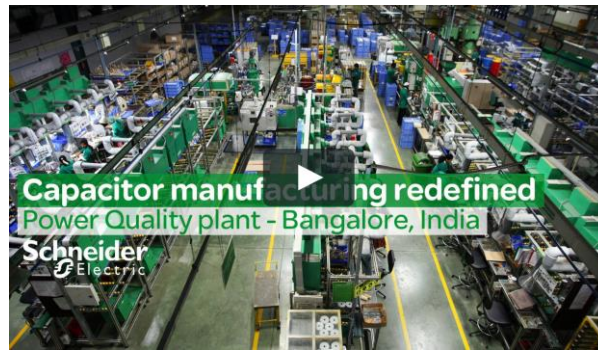 Capacitor manufacturing redefined
Power Quality plant - Bangalore, India
Schneider
Electric